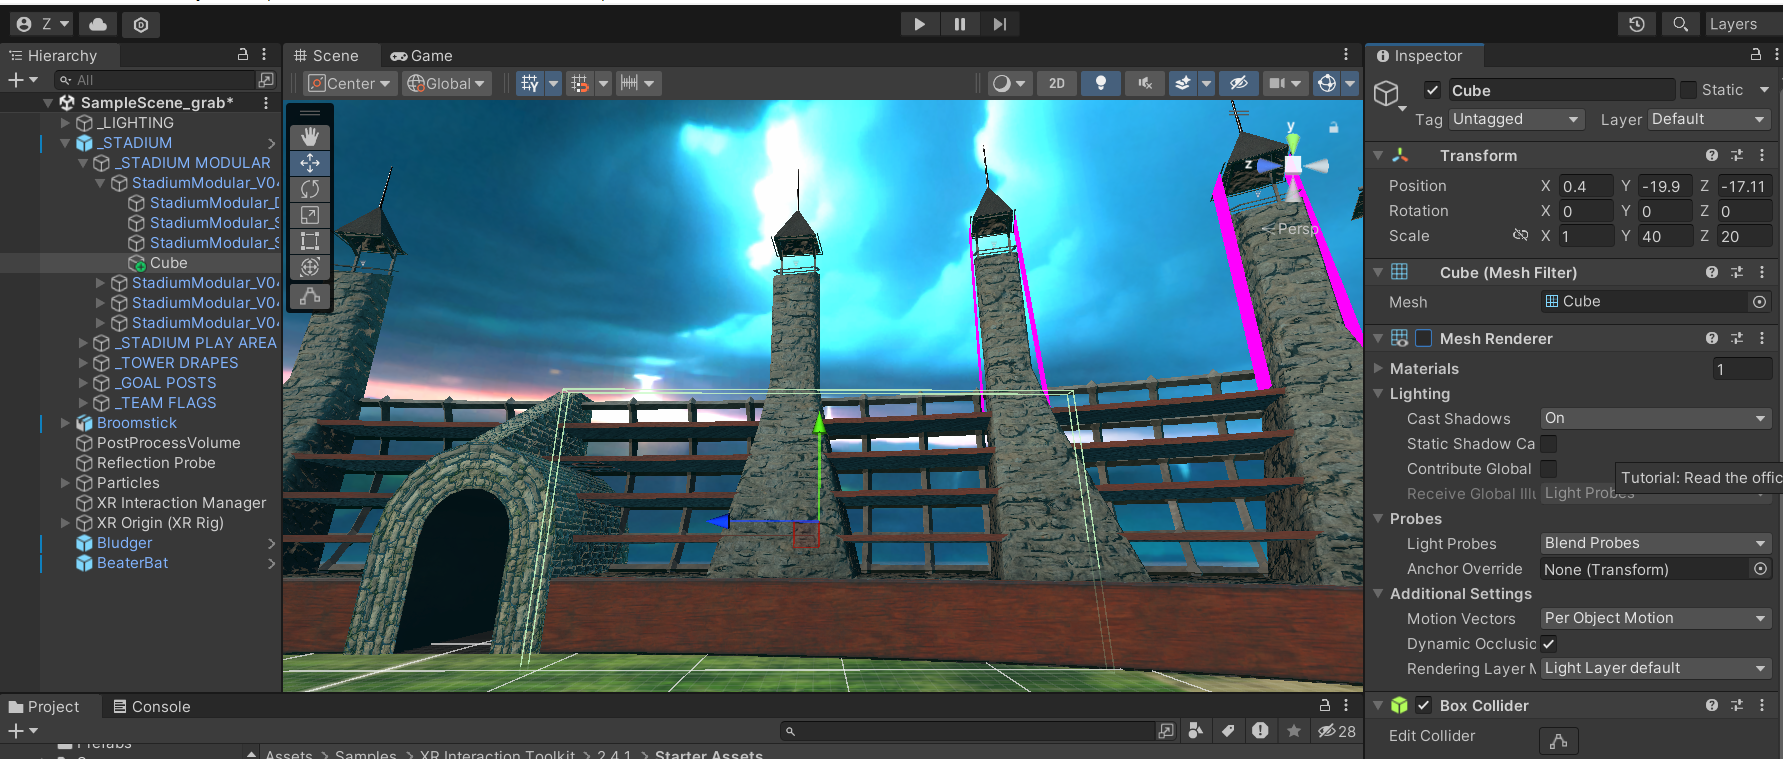 Z
Layers
Hierarchy
All
SampleScene_grab*
_LIGHTING
_STADIUM
_STADIUM MODULAR
StadiumModular_V04
StadiumModular_
StadiumModular_
StadiumModular_
Cube
StadiumModular_V04
StadiumModular_V04
StadiumModular_V04
_STADIUM PLAY AREA
_TOWER DRAPES
_GOAL POSTS
_TEAM FLAGS
Broomstick
PostProcessVolume
Reflection Probe
Particles
XR Interaction Manager
XR Origin (XR Rig)
Bludger
BeaterBat
Scene Game
Center Global 2D
y
z
Persp
Inspector
Cube Static
Tag Untagged Layer Default
Transform
Position X 0.4 Y -19.9 Z -17.11
Rotation X 0 Y 0 Z 0
Scale X 1 Y 40 Z 20
Cube (Mesh Filter)
Mesh Cube
Mesh Renderer
Materials 1
Lighting
Cast Shadows On
Static Shadow Ca
Contribute Global
Tutorial: Read the offic
Receive Global Illu Light Probes
Probes
Light Probes Blend Probes
Anchor Override None (Transform)
Additional Settings
Motion Vectors Per Object Motion
Dynamic Occlusic
Rendering Layer M Light Layer default
Box Collider
Edit Collider
Project Console
28
Prefabs
Assets > Samples > XR Interaction Toolkit > 2.4.1 > Starter Assets